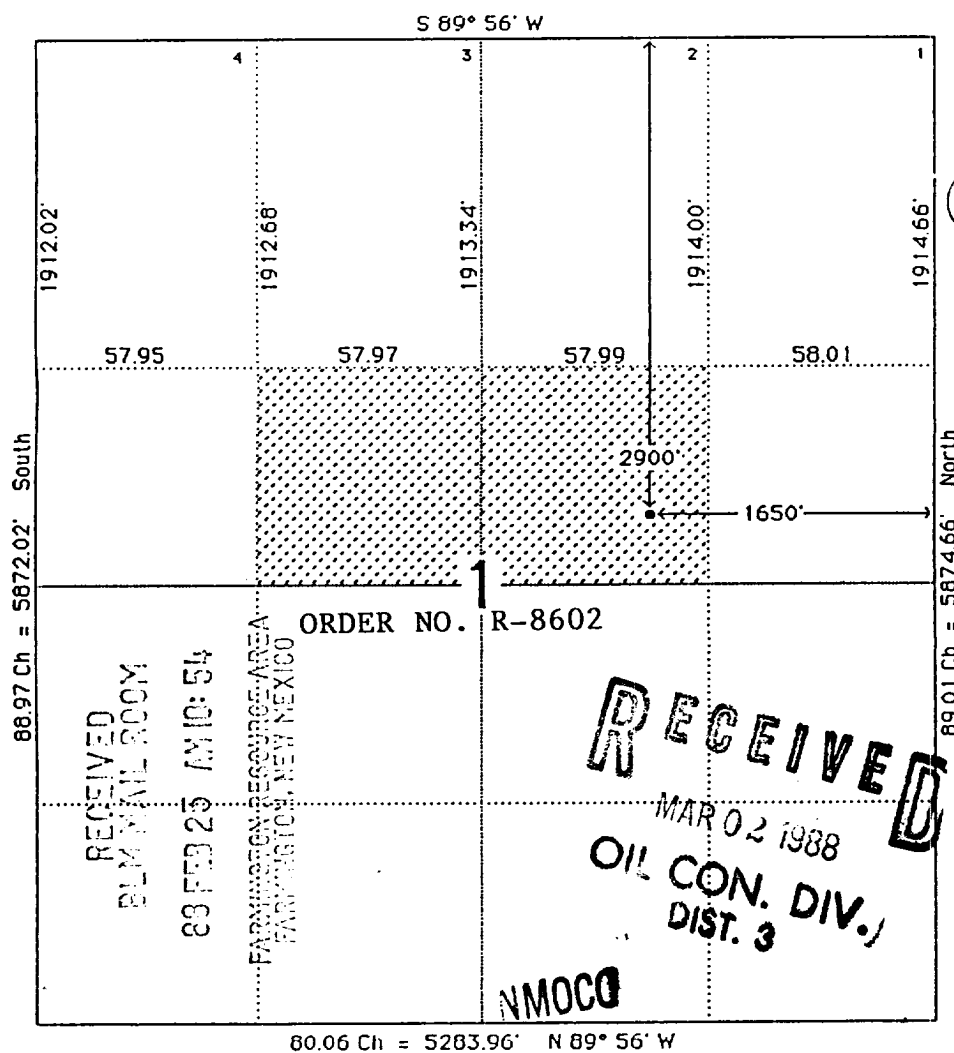 S 89° 56' W
4 3 2 1
1912.02'
1912.68'
1913.34'
1914.00'
1914.66'
57.95 57.97 57.99 58.01
2900'
1650'
88.97 Ch = 5872.02' South
89.01 Ch = 5874.66' North
1
ORDER NO. R-8602
RECEIVED
BLM MAIL ROOM
88 FEB 25 AM 10: 54
FARMINGTON RESOURCE AREA
FARMINGTON, NEW MEXICO
RECEIVED
MAR 02 1988
OIL CON. DIV.
DIST. 3
NMOCC
80.06 Ch = 5283.96' N 89° 56' W